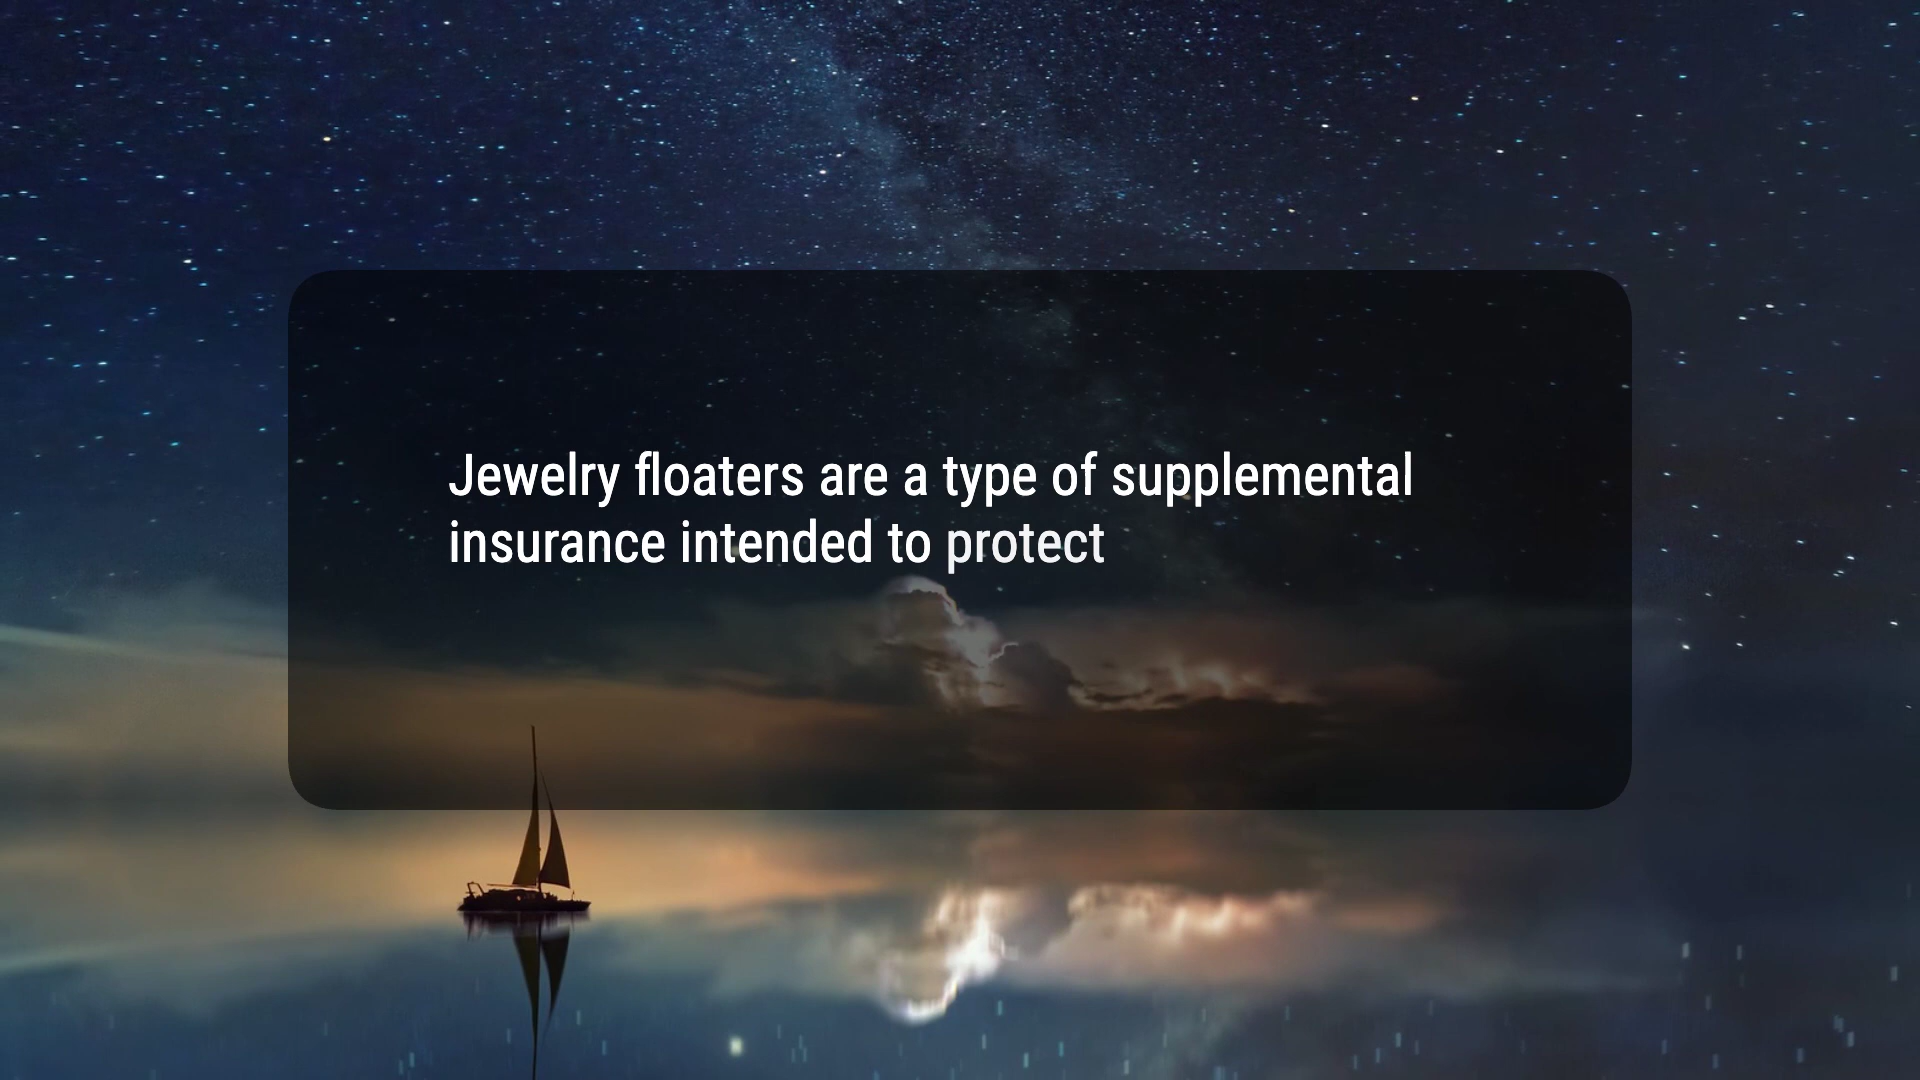 Jewelry floaters are a type of supplemental
insurance intended to protect